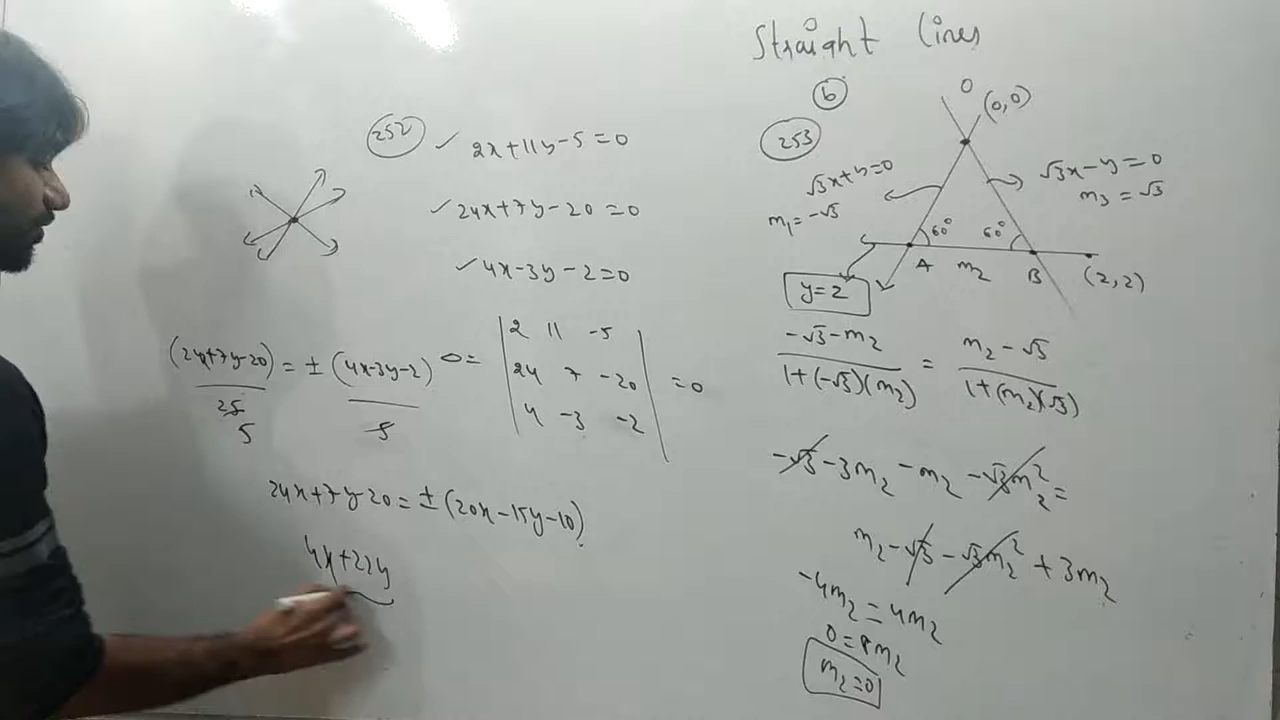 Straight Lines
(b)
(252)
✓ 2x+11y-5=0
✓ 24x+7y-20=0
✓ 4x-3y-2=0
(24x+7y-20)/25 = ± (4x-3y-2)/5
5
0= |2 11 -5
24 7 -20
4 -3 -2| =0
24x+7y-20=±(20x-15y-10)
4x+22y
(253)
O
(0,0)
√3x+y=0
m₁=-√3
√3x-y=0
m₃=√3
60° 60°
A m₂ B (2,2)
y=2
(-√3-m₂)/(1+(-√3)(m₂)) = (m₂-√3)/(1+(m₂)(√3))
-√3-3m₂-m₂-√3m₂²=
m₂-√3-√3m₂²+3m₂
-4m₂=4m₂
0=8m₂
m₂=0